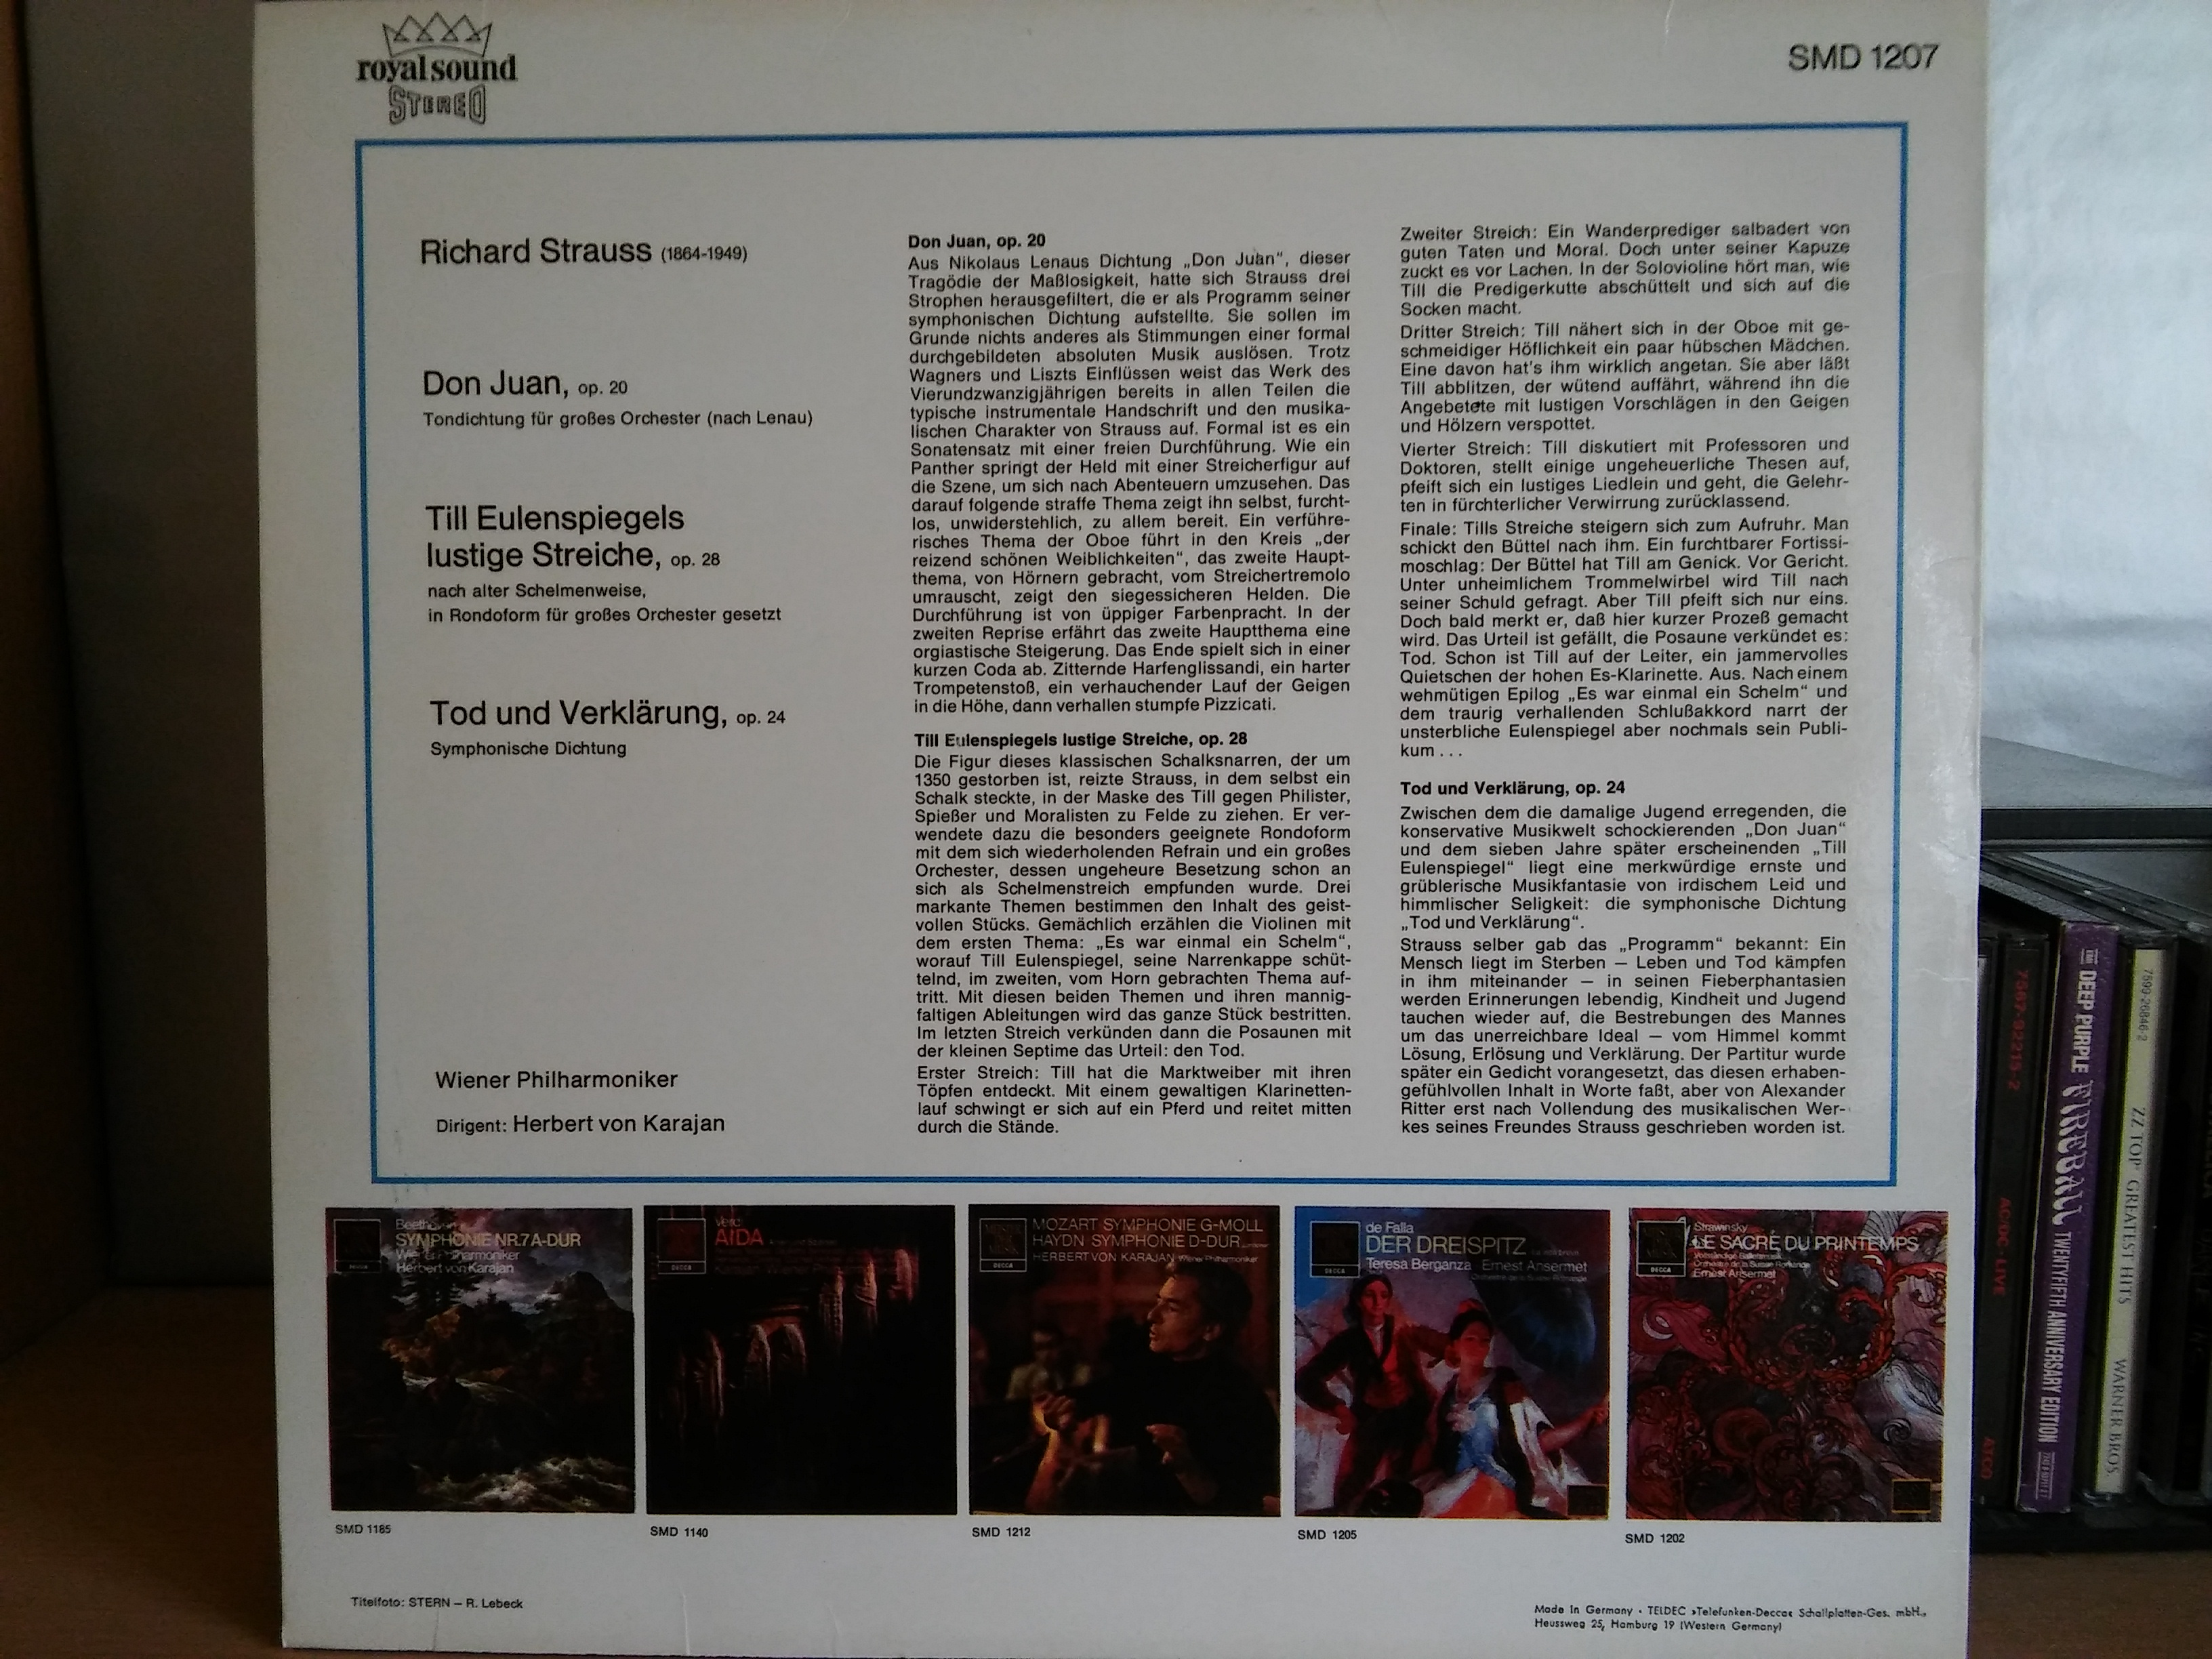 royal sound
STEREO
SMD 1207
Richard Strauss (1864-1949)
Don Juan, op. 20
Tondichtung für großes Orchester (nach Lenau)
Till Eulenspiegels
lustige Streiche, op. 28
nach alter Schelmenweise,
in Rondoform für großes Orchester gesetzt
Tod und Verklärung, op. 24
Symphonische Dichtung
Wiener Philharmoniker
Dirigent: Herbert von Karajan
Don Juan, op. 20
Aus Nikolaus Lenaus Dichtung „Don Juan“, dieser
Tragödie der Maßlosigkeit, hatte sich Strauss drei
Strophen herausgefiltert, die er als Programm seiner
symphonischen Dichtung aufstellte. Sie sollen im
Grunde nichts anderes als Stimmungen einer formal
durchgebildeten absoluten Musik auslösen. Trotz
Wagners und Liszts Einflüssen weist das Werk des
Vierundzwanzigjährigen bereits in allen Teilen die
typische instrumentale Handschrift und den musika-
lischen Charakter von Strauss auf. Formal ist es ein
Sonatensatz mit einer freien Durchführung. Wie ein
Panther springt der Held mit einer Streicherfigur auf
die Szene, um sich nach Abenteuern umzusehen. Das
darauf folgende straffe Thema zeigt ihn selbst, furcht-
los, unwiderstehlich, zu allem bereit. Ein verführe-
risches Thema der Oboe führt in den Kreis „der
reizend schönen Weiblichkeiten“, das zweite Haupt-
thema, von Hörnern gebracht, vom Streichertremolo
umrauscht, zeigt den siegessicheren Helden. Die
Durchführung ist von üppiger Farbenpracht. In der
zweiten Reprise erfährt das zweite Hauptthema eine
orgiastische Steigerung. Das Ende spielt sich in einer
kurzen Coda ab. Zitternde Harfenglissandi, ein harter
Trompetenstoß, ein verhauchender Lauf der Geigen
in die Höhe, dann verhallen stumpfe Pizzicati.
Till Eulenspiegels lustige Streiche, op. 28
Die Figur dieses klassischen Schalksnarren, der um
1350 gestorben ist, reizte Strauss, in dem selbst ein
Schalk steckte, in der Maske des Till gegen Philister,
Spießer und Moralisten zu Felde zu ziehen. Er ver-
wendete dazu die besonders geeignete Rondoform
mit dem sich wiederholenden Refrain und ein großes
Orchester, dessen ungeheure Besetzung schon an
sich als Schelmenstreich empfunden wurde. Drei
markante Themen bestimmen den Inhalt des geist-
vollen Stücks. Gemächlich erzählen die Violinen mit
dem ersten Thema: „Es war einmal ein Schelm“,
worauf Till Eulenspiegel, seine Narrenkappe schüt-
telnd, im zweiten, vom Horn gebrachten Thema auf-
tritt. Mit diesen beiden Themen und ihren mannig-
faltigen Ableitungen wird das ganze Stück bestritten.
Im letzten Streich verkünden dann die Posaunen mit
der kleinen Septime das Urteil: den Tod.
Erster Streich: Till hat die Marktweiber mit ihren
Töpfen entdeckt. Mit einem gewaltigen Klarinetten-
lauf schwingt er sich auf ein Pferd und reitet mitten
durch die Stände.
Zweiter Streich: Ein Wanderprediger salbadert von
guten Taten und Moral. Doch unter seiner Kapuze
zuckt es vor Lachen. In der Solovioline hört man, wie
Till die Predigerkutte abschüttelt und sich auf die
Socken macht.
Dritter Streich: Till nähert sich in der Oboe mit ge-
schmeidiger Höflichkeit ein paar hübschen Mädchen.
Eine davon hat's ihm wirklich angetan. Sie aber läßt
Till abblitzen, der wütend auffährt, während ihn die
Angebetete mit lustigen Vorschlägen in den Geigen
und Hölzern verspottet.
Vierter Streich: Till diskutiert mit Professoren und
Doktoren, stellt einige ungeheuerliche Thesen auf,
pfeift sich ein lustiges Liedlein und geht, die Gelehr-
ten in fürchterlicher Verwirrung zurücklassend.
Finale: Tills Streiche steigern sich zum Aufruhr. Man
schickt den Büttel nach ihm. Ein furchtbarer Fortissi-
moschlag: Der Büttel hat Till am Genick. Vor Gericht.
Unter unheimlichem Trommelwirbel wird Till nach
seiner Schuld gefragt. Aber Till pfeift sich nur eins.
Doch bald merkt er, daß hier kurzer Prozeß gemacht
wird. Das Urteil ist gefällt, die Posaune verkündet es:
Tod. Schon ist Till auf der Leiter, ein jammervolles
Quietschen der hohen Es-Klarinette. Aus. Nach einem
wehmütigen Epilog „Es war einmal ein Schelm“ und
dem traurig verhallenden Schlußakkord narrt der
unsterbliche Eulenspiegel aber nochmals sein Publi-
kum . . .
Tod und Verklärung, op. 24
Zwischen dem die damalige Jugend erregenden, die
konservative Musikwelt schockierenden „Don Juan“
und dem sieben Jahre später erscheinenden „Till
Eulenspiegel“ liegt eine merkwürdige ernste und
grüblerische Musikfantasie von irdischem Leid und
himmlischer Seligkeit: die symphonische Dichtung
„Tod und Verklärung“.
Strauss selber gab das „Programm“ bekannt: Ein
Mensch liegt im Sterben – Leben und Tod kämpfen
in ihm miteinander – in seinen Fieberphantasien
werden Erinnerungen lebendig, Kindheit und Jugend
tauchen wieder auf, die Bestrebungen des Mannes
um das unerreichbare Ideal – vom Himmel kommt
Lösung, Erlösung und Verklärung. Der Partitur wurde
später ein Gedicht vorangesetzt, das diesen erhaben-
gefühlvollen Inhalt in Worte faßt, aber von Alexander
Ritter erst nach Vollendung des musikalischen Wer-
kes seines Freundes Strauss geschrieben worden ist.
Beethoven
SYMPHONIE NR.7 A-DUR
Wiener Philharmoniker
Herbert von Karajan
DECCA
SMD 1185
Verdi
AIDA
DECCA
SMD 1140
MOZART SYMPHONIE G-MOLL
HAYDN SYMPHONIE D-DUR
HERBERT VON KARAJAN Wiener Philharmoniker
DECCA
SMD 1212
de Falla
DER DREISPITZ
Teresa Berganza Ernest Ansermet
Orchestre de la Suisse Romande
DECCA
SMD 1205
Strawinsky
LE SACRE DU PRINTEMPS
Orchestre de la Suisse Romande
Ernest Ansermet
DECCA
SMD 1202
Titelfoto: STERN – R. Lebeck
Made In Germany • TELDEC »Telefunken-Decca« Schallplatten-Ges. mbH.,
Heussweg 25, Hamburg 19 (Western Germany)
7567-92215-2 AC/DC • LIVE ATCO
DEEP PURPLE FIREBALL TWENTYFIFTH ANNIVERSARY EDITION
7599-26846-2 ZZ TOP GREATEST HITS WARNER BROS.